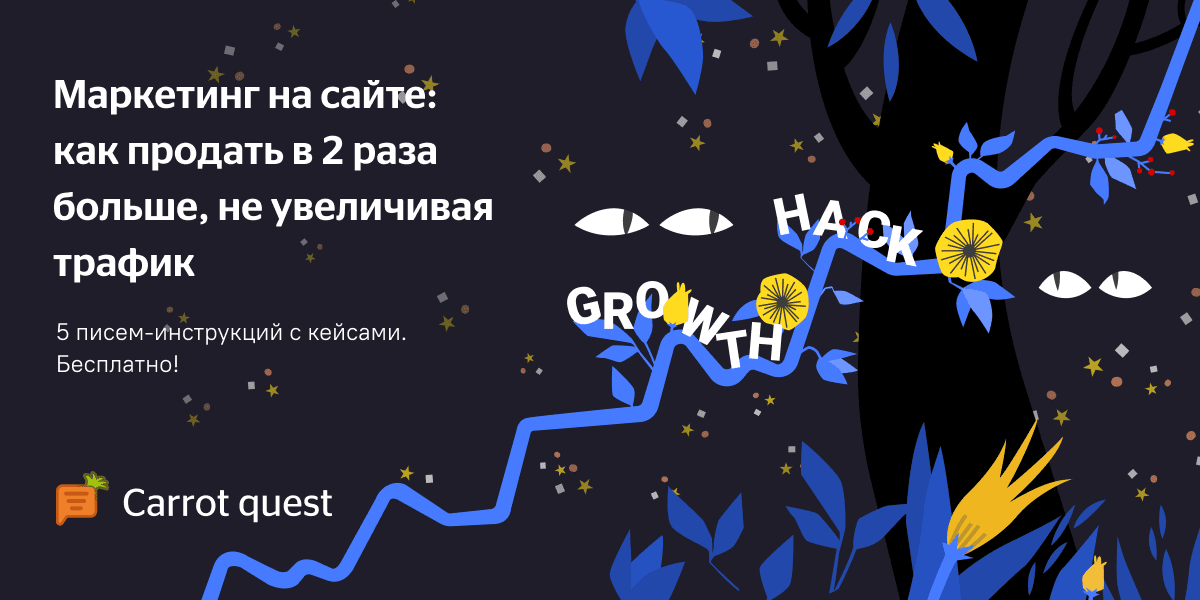 Маркетинг на сайте:
как продать в 2 раза
больше, не увеличивая
трафик
5 писем-инструкций с кейсами.
Бесплатно!
Carrot quest
GROWTH
HACK